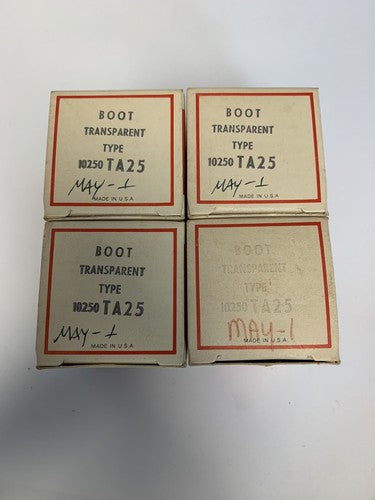 BOOT
TRANSPARENT
TYPE
10250 TA25
MAY-1
MADE IN U.S.A
BOOT
TRANSPARENT
TYPE
10250 TA25
MAY-1
MADE IN U.S.A
BOOT
TRANSPARENT
TYPE
10250 TA25
MAY-1
MADE IN U.S.A
BOOT
TRANSPARENT
TYPE
10250 TA25
MAY-1
MADE IN U.S.A.